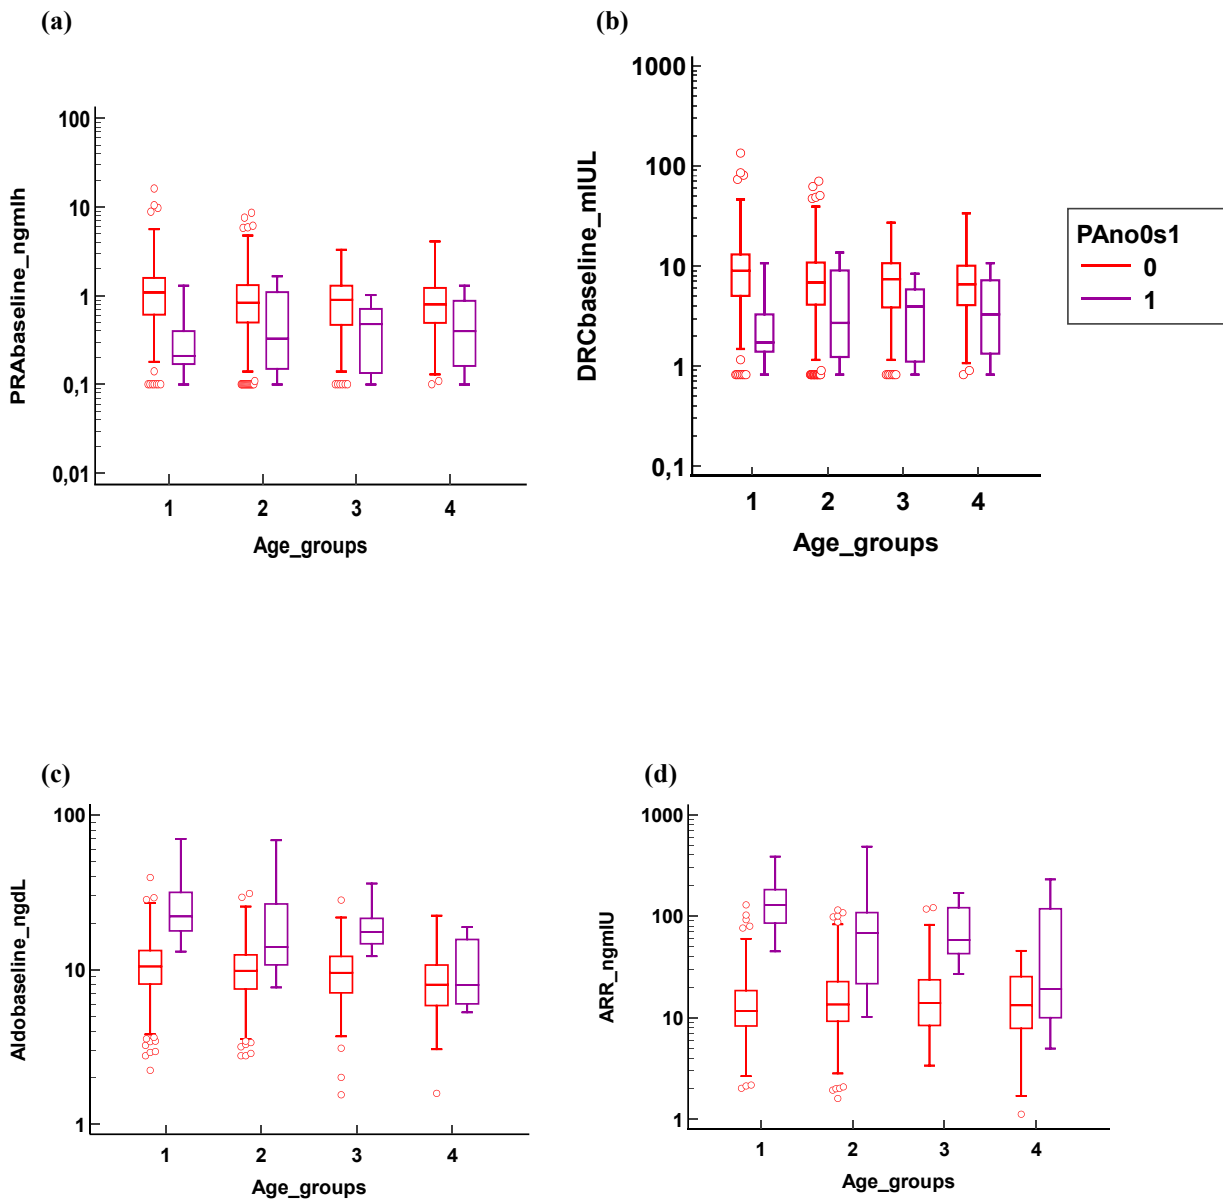 (a)
PRAbaseline_ngmlh
100
10
1
0,1
0,01
1 2 3 4
Age_groups
(b)
DRCbaseline_mIUL
1000
100
10
1
0,1
1 2 3 4
Age_groups
PAno0s1
0
1
(c)
Aldobaseline_ngdL
100
10
1
1 2 3 4
Age_groups
(d)
ARR_ngmIU
1000
100
10
1
1 2 3 4
Age_groups